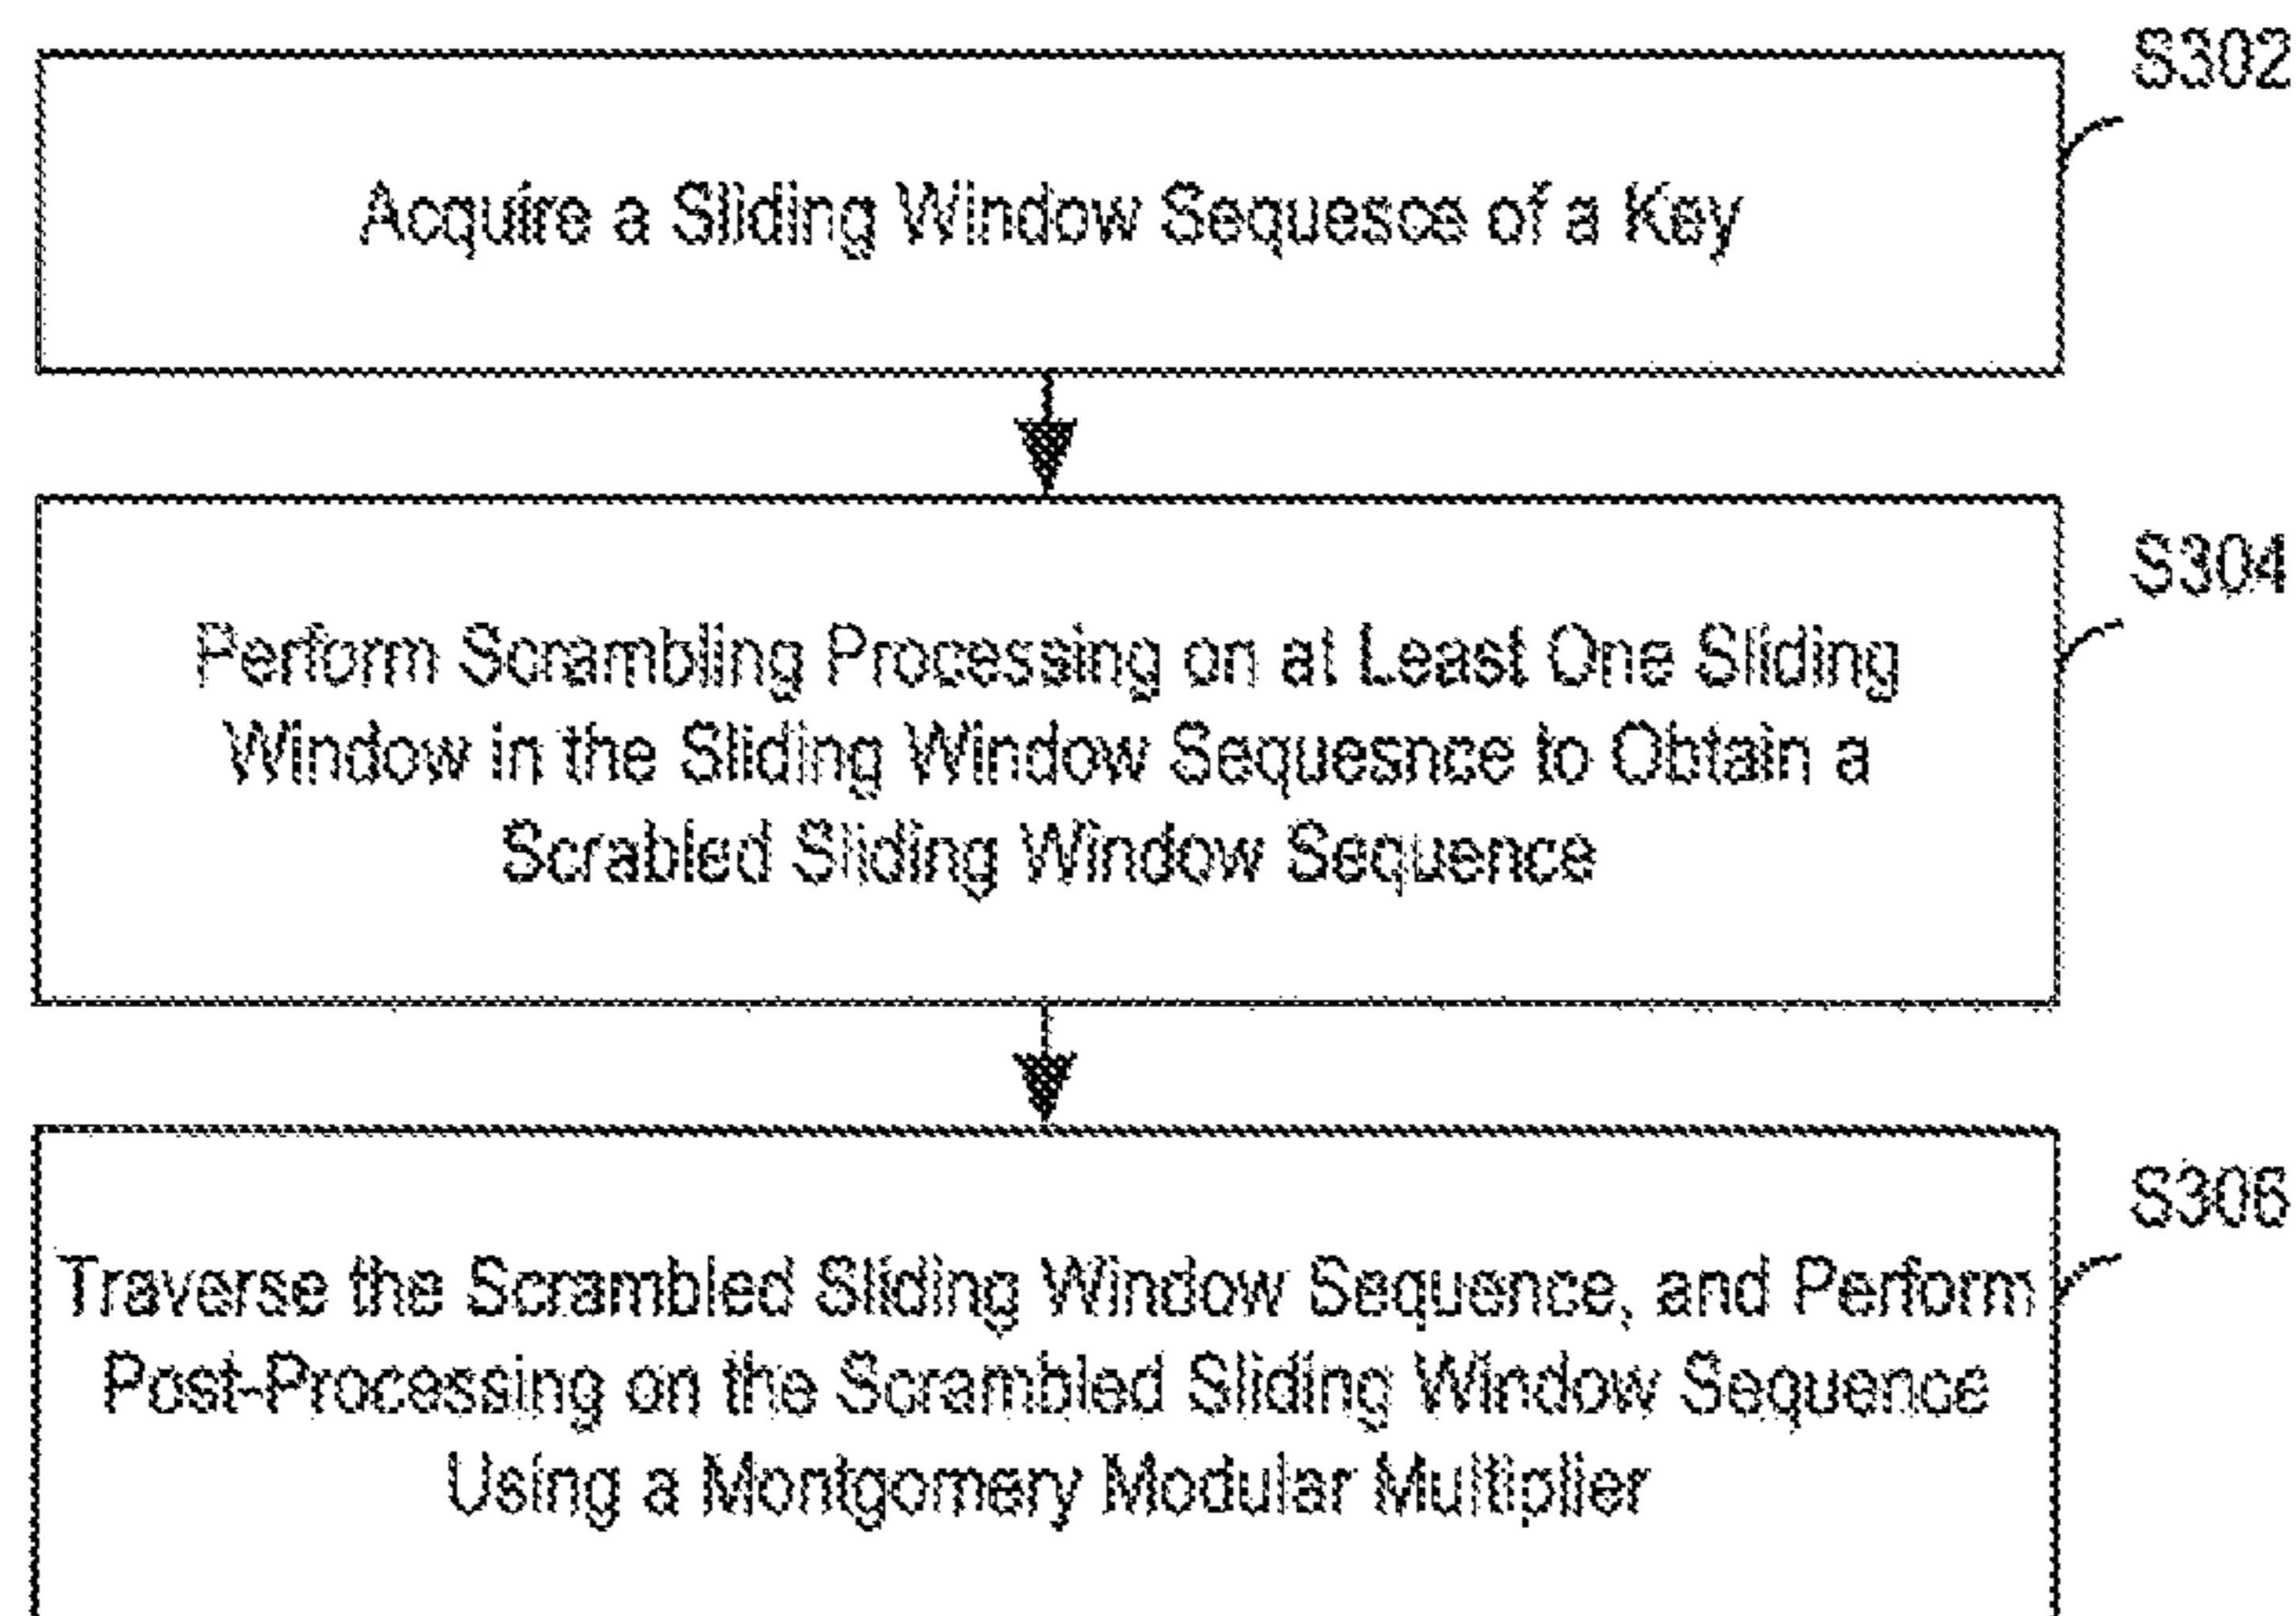 S302
Acquire a Sliding Window Sequesce of a Key
S304
Perform Scrambling Processing on at Least One Sliding
Window in the Sliding Window Sequesnce to Obtain a
Scrabled Sliding Window Sequence
S306
Traverse the Scrambled Sliding Window Sequence, and Perform
Post-Processing on the Scrambled Sliding Window Sequence
Using a Montgomery Modular Multiplier